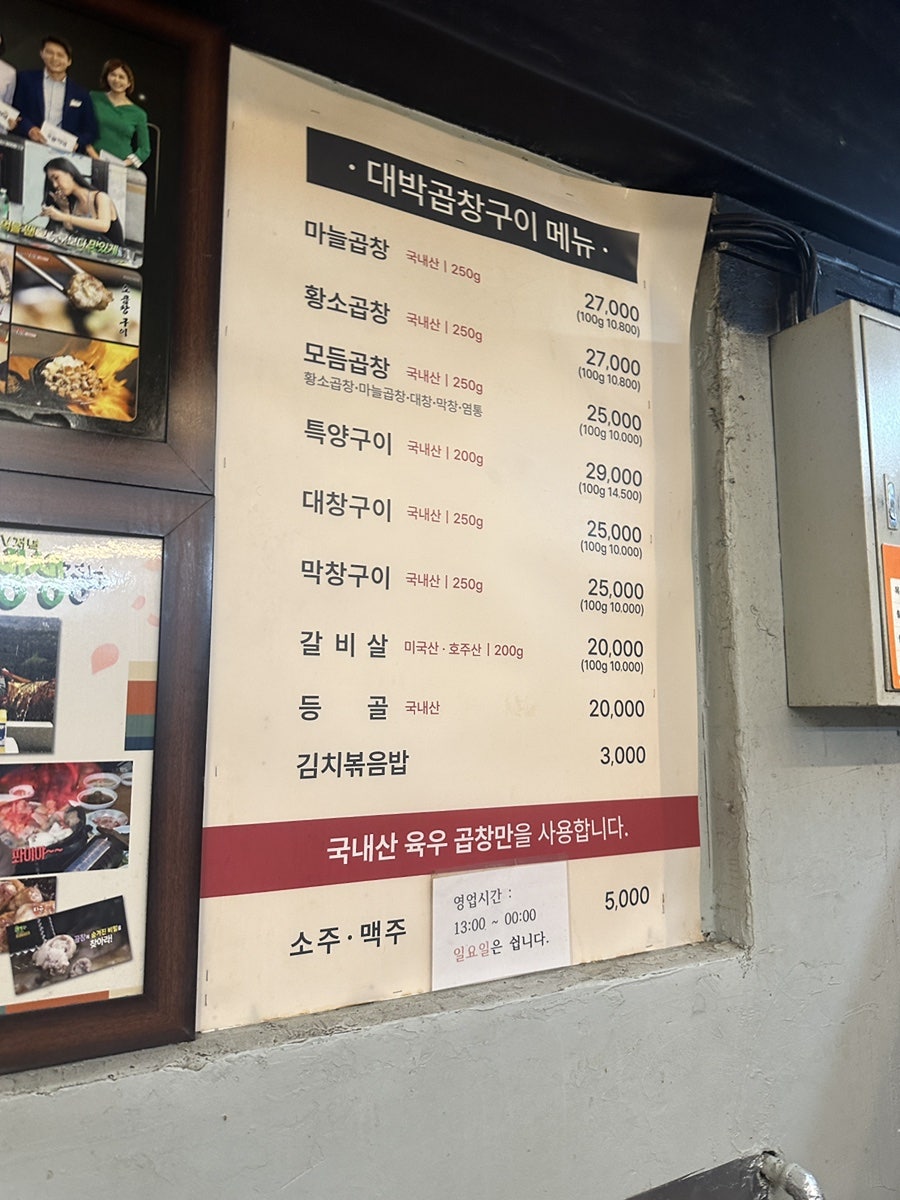 · 대박곱창구이 메뉴 ·
마늘곱창 국내산 | 250g 27,000
(100g 10.800)
황소곱창 국내산 | 250g 27,000
(100g 10.800)
모듬곱창 국내산 | 250g 25,000
황소곱창·마늘곱창·대창·막창·염통 (100g 10.000)
특양구이 국내산 | 200g 29,000
(100g 14.500)
대창구이 국내산 | 250g 25,000
(100g 10.000)
막창구이 국내산 | 250g 25,000
(100g 10.000)
갈비살 미국산 · 호주산 | 200g 20,000
(100g 10.000)
등골 국내산 20,000
김치볶음밥 3,000
국내산 육우 곱창만을 사용합니다.
소주 · 맥주 5,000
영업시간 :
13:00 ~ 00:00
일요일은 쉽니다.
찾아라!